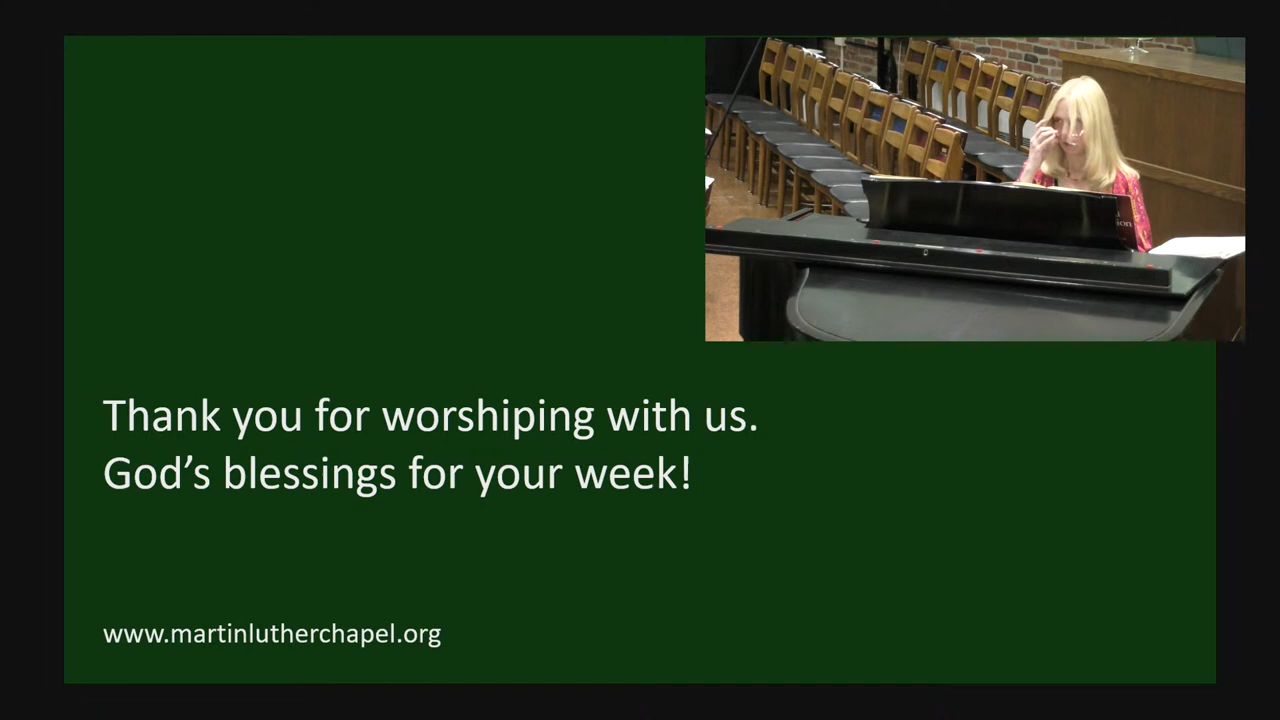 Thank you for worshiping with us.
God's blessings for your week!
www.martinlutherchapel.org